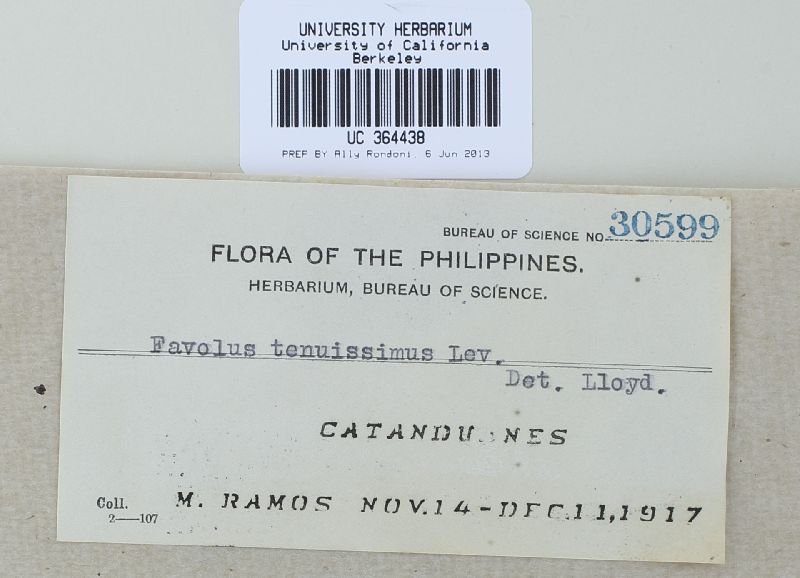 UNIVERSITY HERBARIUM
University of California
Berkeley
UC 364438
PREP BY Ally Rondoni, 6 Jun 2013
BUREAU OF SCIENCE NO. 30599
FLORA OF THE PHILIPPINES.
HERBARIUM, BUREAU OF SCIENCE.
Favolus tenuissimus Lev.
Det. Lloyd.
CATANDU NES
Coll. M. RAMOS NOV.14-DEC.11,1917
2—107